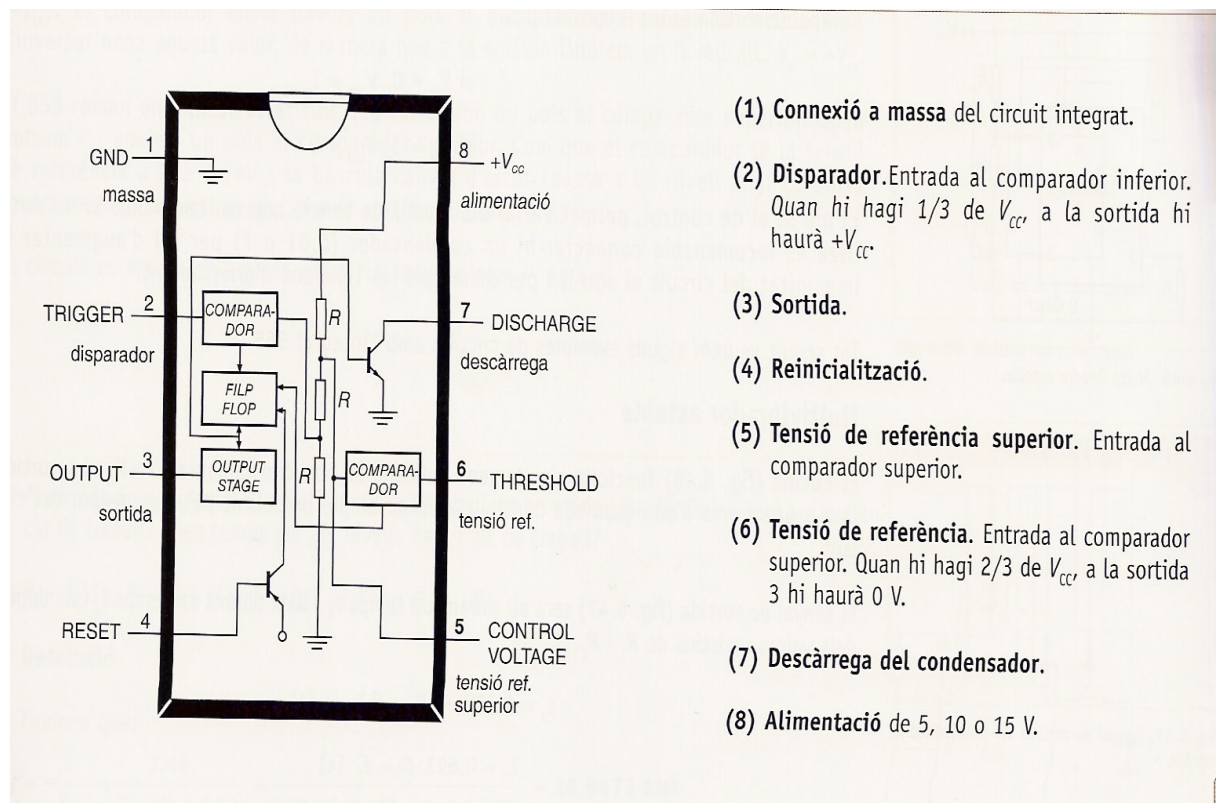 1
GND
massa
8
+Vcc
alimentació
2
TRIGGER
disparador
COMPARA-
DOR
R
7
DISCHARGE
descàrrega
FILP
FLOP
R
3
OUTPUT
sortida
OUTPUT
STAGE
R
COMPARA-
DOR
6
THRESHOLD
tensió ref.
RESET
4
5
CONTROL
VOLTAGE
tensió ref.
superior
(1) Connexió a massa del circuit integrat.
(2) Disparador.Entrada al comparador inferior.
Quan hi hagi 1/3 de Vcc, a la sortida hi
haurà +Vcc.
(3) Sortida.
(4) Reinicialització.
(5) Tensió de referència superior. Entrada al
comparador superior.
(6) Tensió de referència. Entrada al comparador
superior. Quan hi hagi 2/3 de Vcc, a la sortida
3 hi haurà 0 V.
(7) Descàrrega del condensador.
(8) Alimentació de 5, 10 o 15 V.